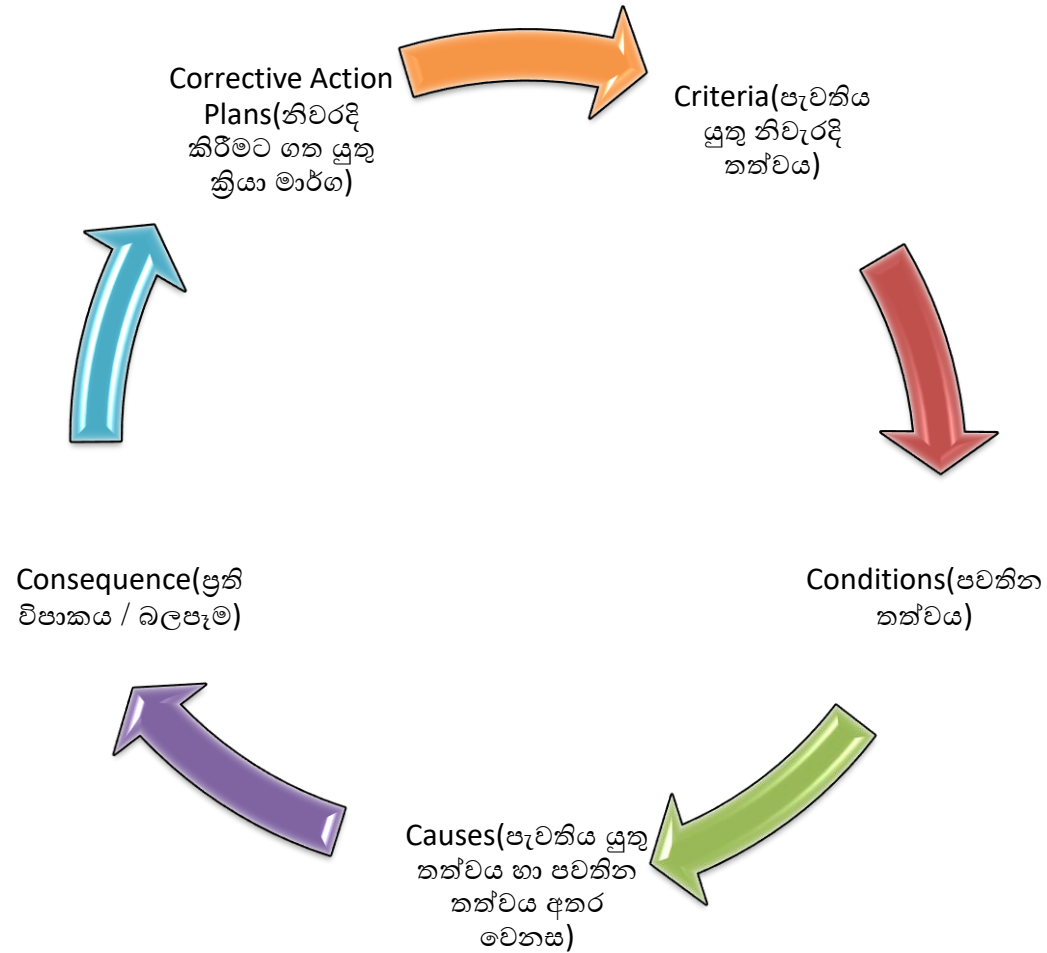 Corrective Action
Plans(නිවරදි
කිරීමට ගත යුතු
ක්‍රියා මාර්ග)
Criteria(පැවතිය
යුතු නිවැරදි
තත්වය)
Conditions(පවතින
තත්වය)
Causes(පැවතිය යුතු
තත්වය හා පවතින
තත්වය අතර
වෙනස)
Consequence(ප්‍රති
විපාකය / බලපෑම)